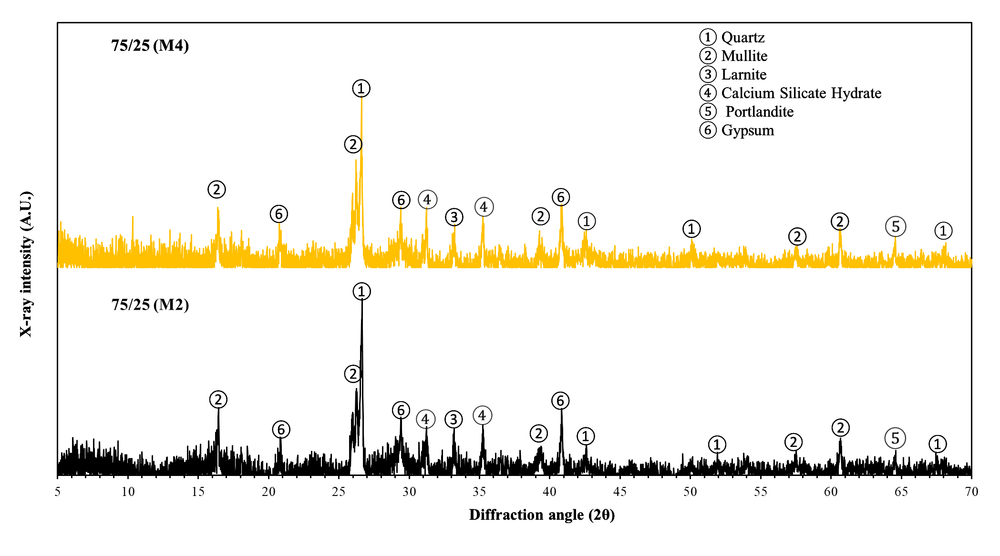 75/25 (M4)
① Quartz
② Mullite
③ Larnite
④ Calcium Silicate Hydrate
⑤ Portlandite
⑥ Gypsum
① 
②
②
⑥
⑥
④
③
④
②
⑥
①
①
②
②
⑤
①
X-ray intensity (A.U.)
75/25 (M2)
①
②
②
⑥
⑥
④
③
④
②
⑥
①
①
②
②
⑤
①
5 10 15 20 25 30 35 40 45 50 55 60 65 70
Diffraction angle (2θ)